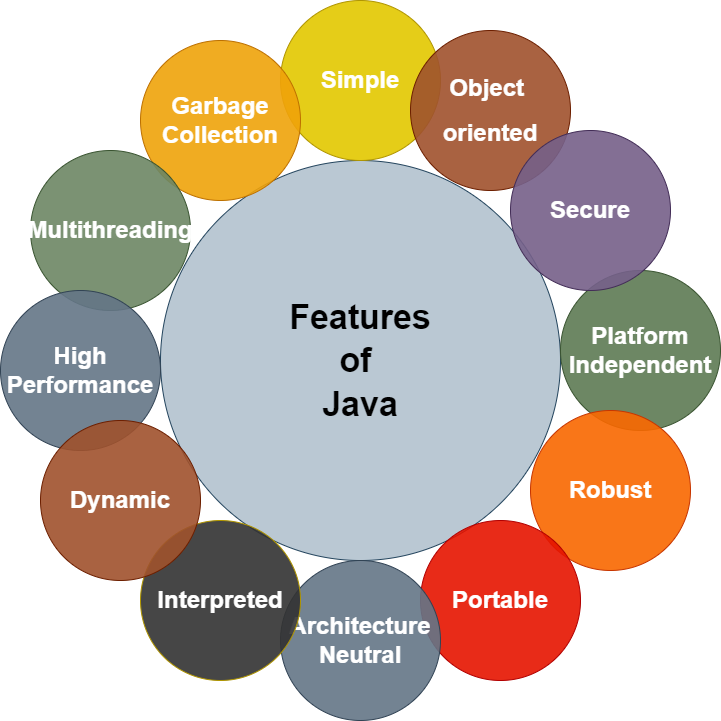 Simple
Object
oriented
Secure
Platform
Independent
Robust
Portable
Architecture
Neutral
Interpreted
Dynamic
High
Performance
Multithreading
Garbage
Collection
Features
of
Java